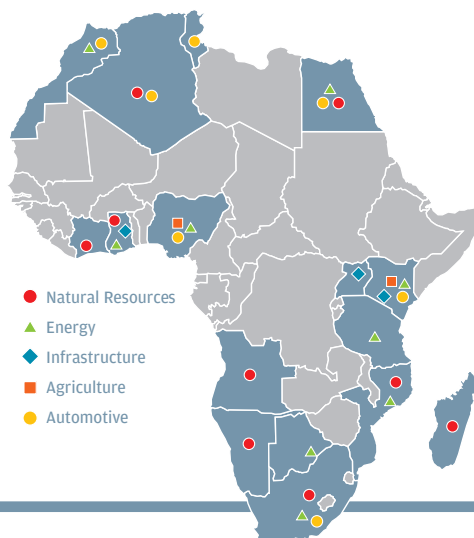 Natural Resources
Energy
Infrastructure
Agriculture
Automotive